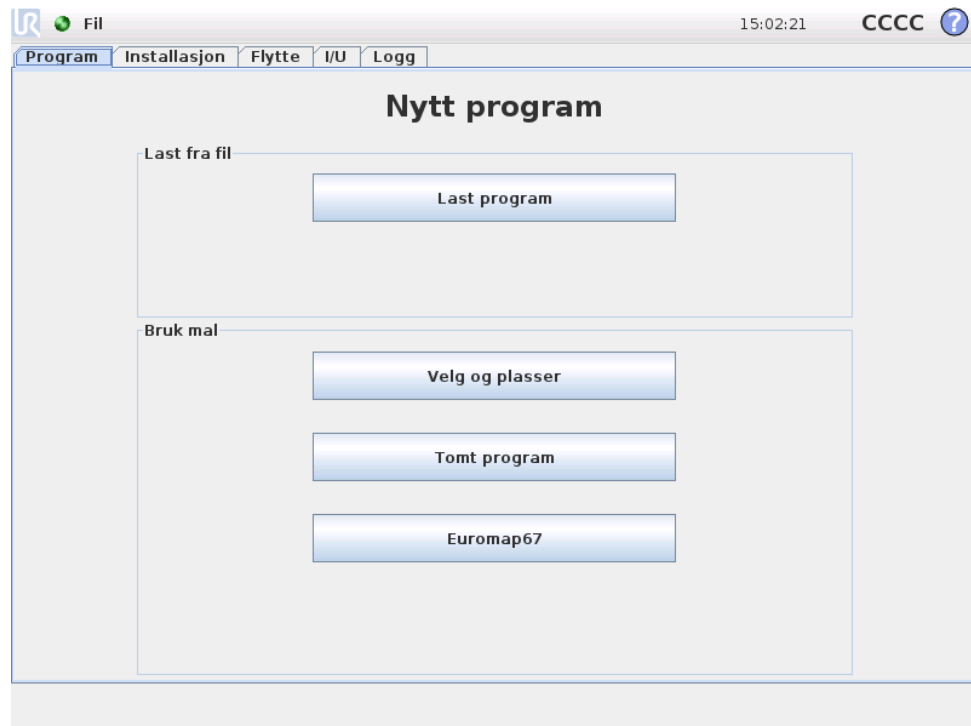 UR Fil 15:02:21 CCCC ?
Program Installasjon Flytte I/U Logg
Nytt program
Last fra fil
Last program
Bruk mal
Velg og plasser
Tomt program
Euromap67